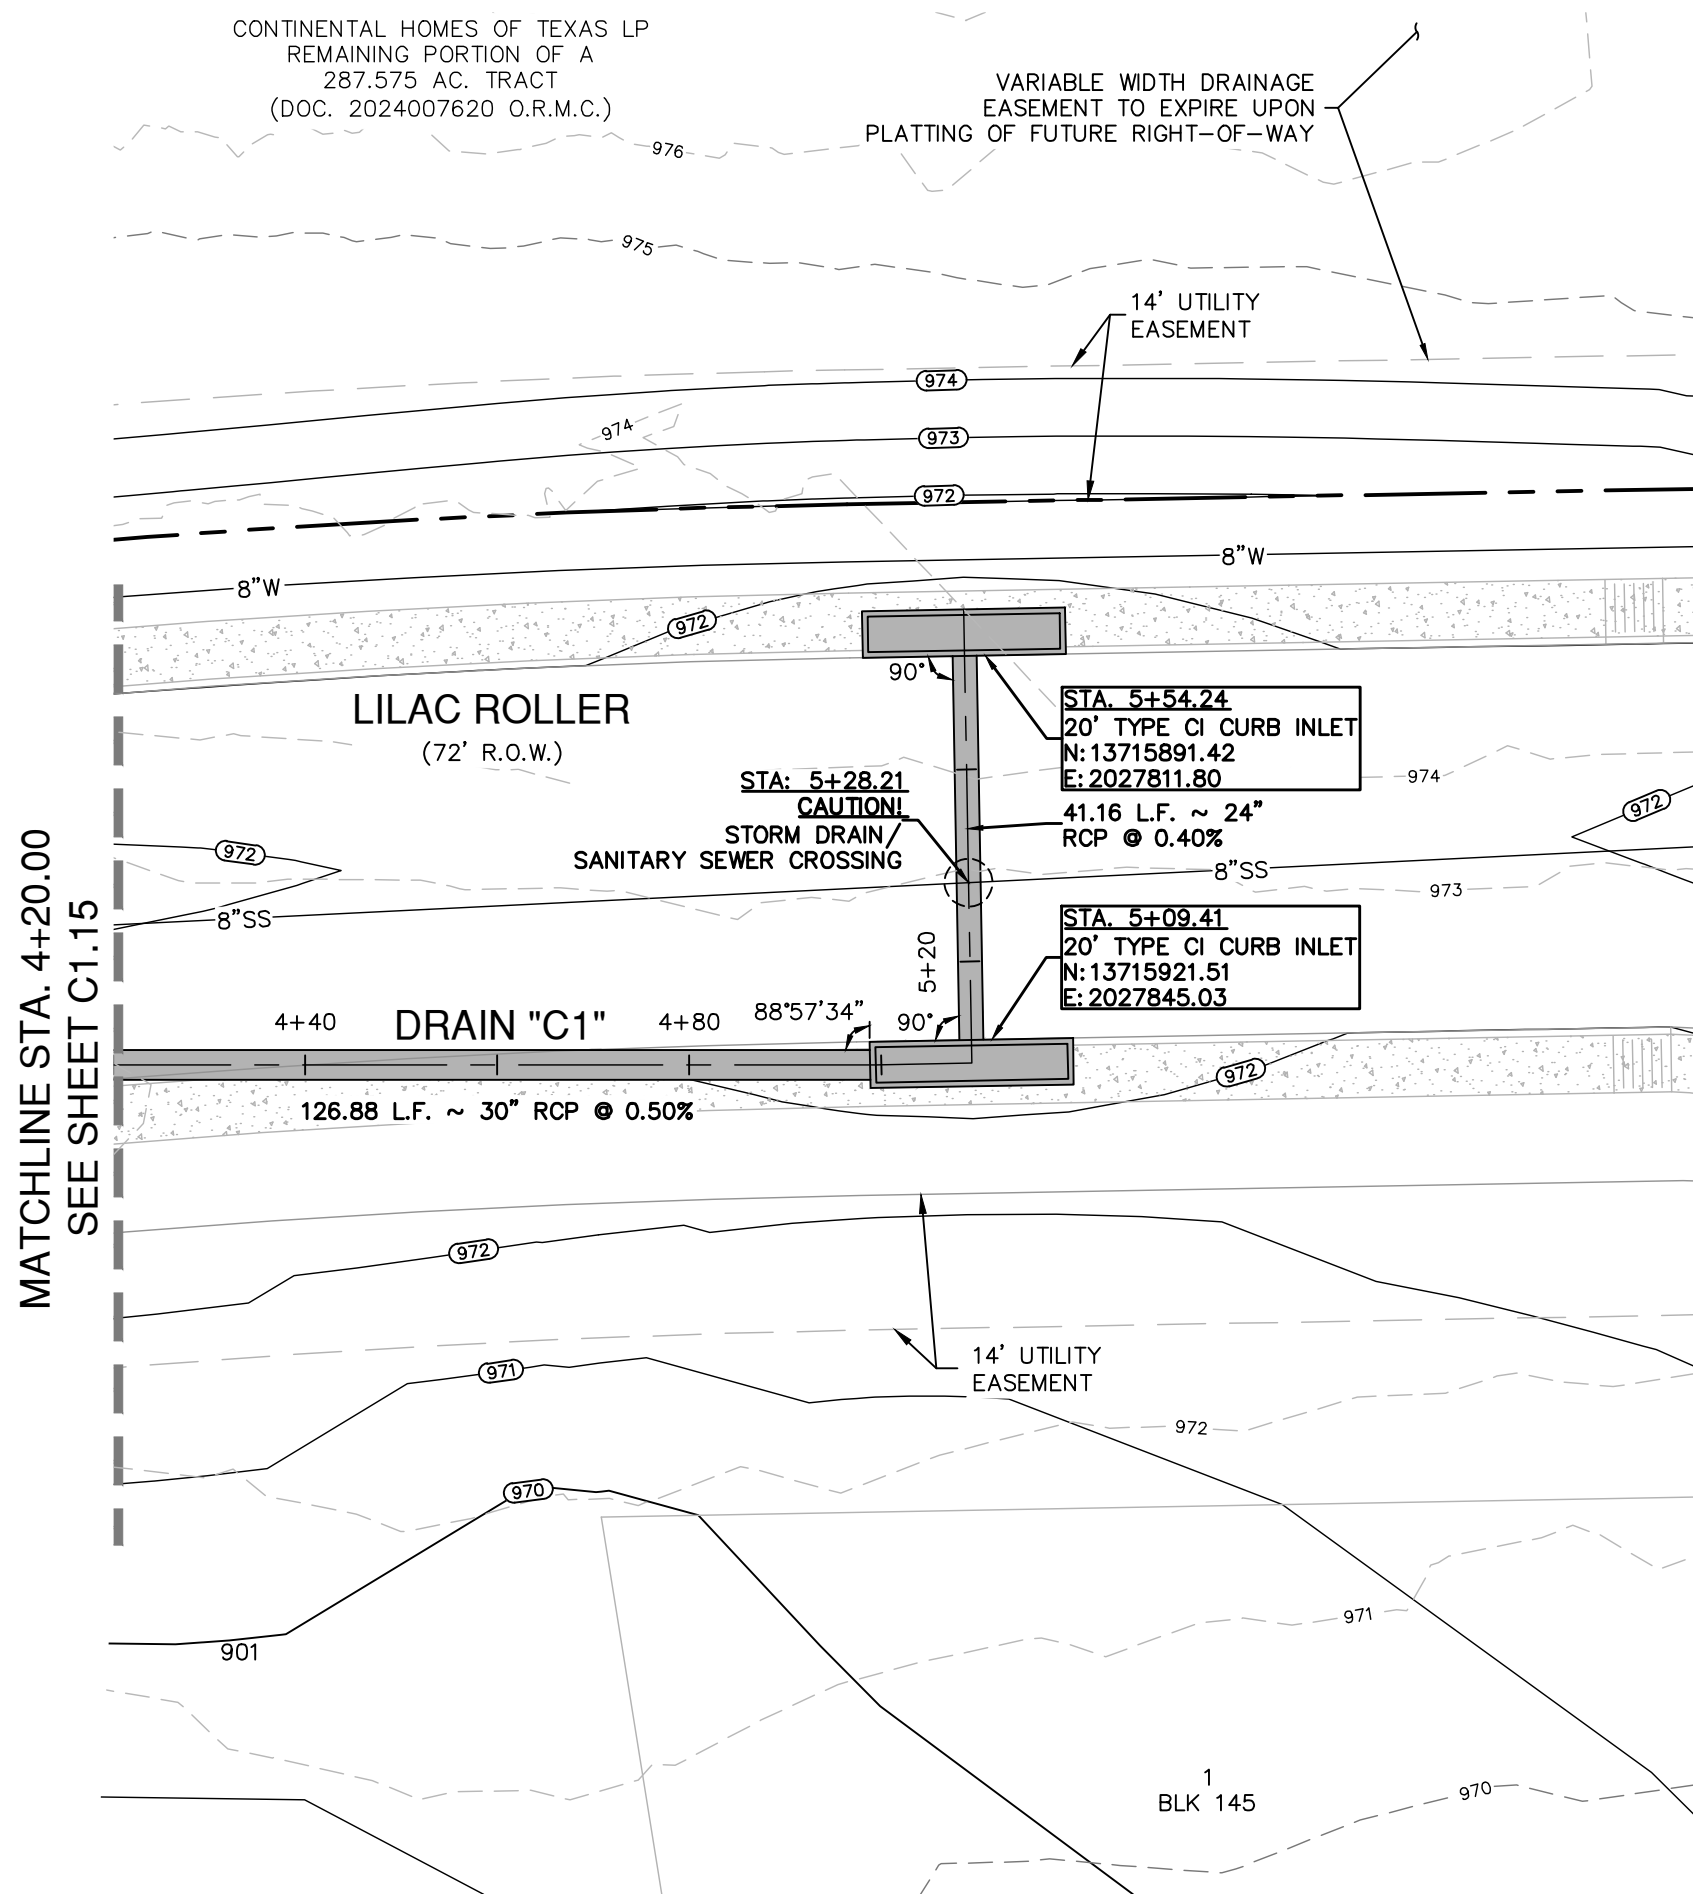 CONTINENTAL HOMES OF TEXAS LP
REMAINING PORTION OF A
287.575 AC. TRACT
(DOC. 2024007620 O.R.M.C.)
VARIABLE WIDTH DRAINAGE
EASEMENT TO EXPIRE UPON
PLATTING OF FUTURE RIGHT-OF-WAY
976
975
14' UTILITY
EASEMENT
974
974
973
972
8"W
8"W
972
90°
LILAC ROLLER
(72' R.O.W.)
STA. 5+54.24
20' TYPE CI CURB INLET
N:13715891.42
E:2027811.80
974
STA: 5+28.21
CAUTION!
STORM DRAIN/
SANITARY SEWER CROSSING
41.16 L.F. ~ 24"
RCP @ 0.40%
972
972
8"SS
973
8"SS
STA. 5+09.41
20' TYPE CI CURB INLET
N:13715921.51
E:2027845.03
5+20
MATCHLINE STA. 4+20.00
SEE SHEET C1.15
4+40
DRAIN "C1"
4+80
88°57'34"
90°
972
126.88 L.F. ~ 30" RCP @ 0.50%
972
14' UTILITY
EASEMENT
971
972
970
971
901
1
BLK 145
970